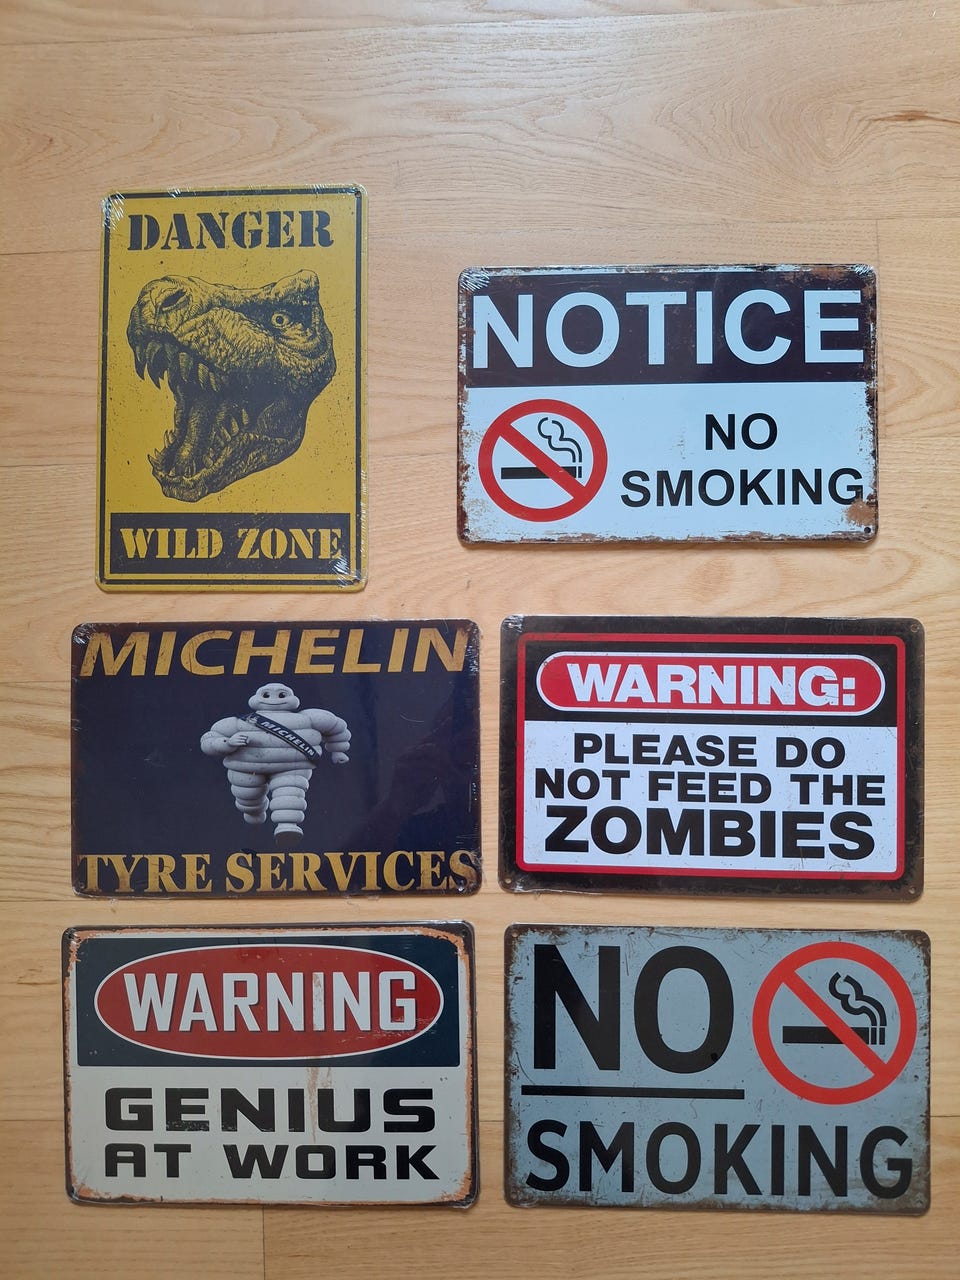 DANGER
WILD ZONE
NOTICE
NO
SMOKING
MICHELIN
MICHELIN
TYRE SERVICES
WARNING:
PLEASE DO
NOT FEED THE
ZOMBIES
WARNING
GENIUS
AT WORK
NO
SMOKING